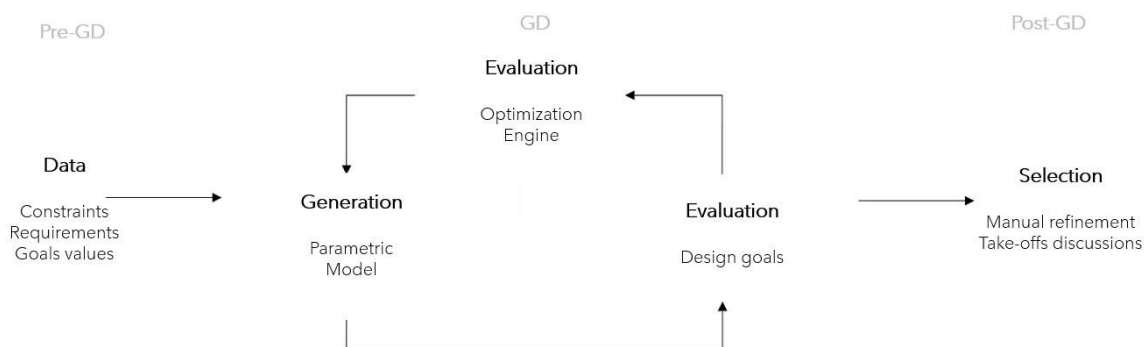 Pre-GD
GD
Post-GD
Evaluation
Optimization
Engine
Data
Constraints
Requirements
Goals values
Generation
Parametric
Model
Evaluation
Design goals
Selection
Manual refinement
Take-offs discussions